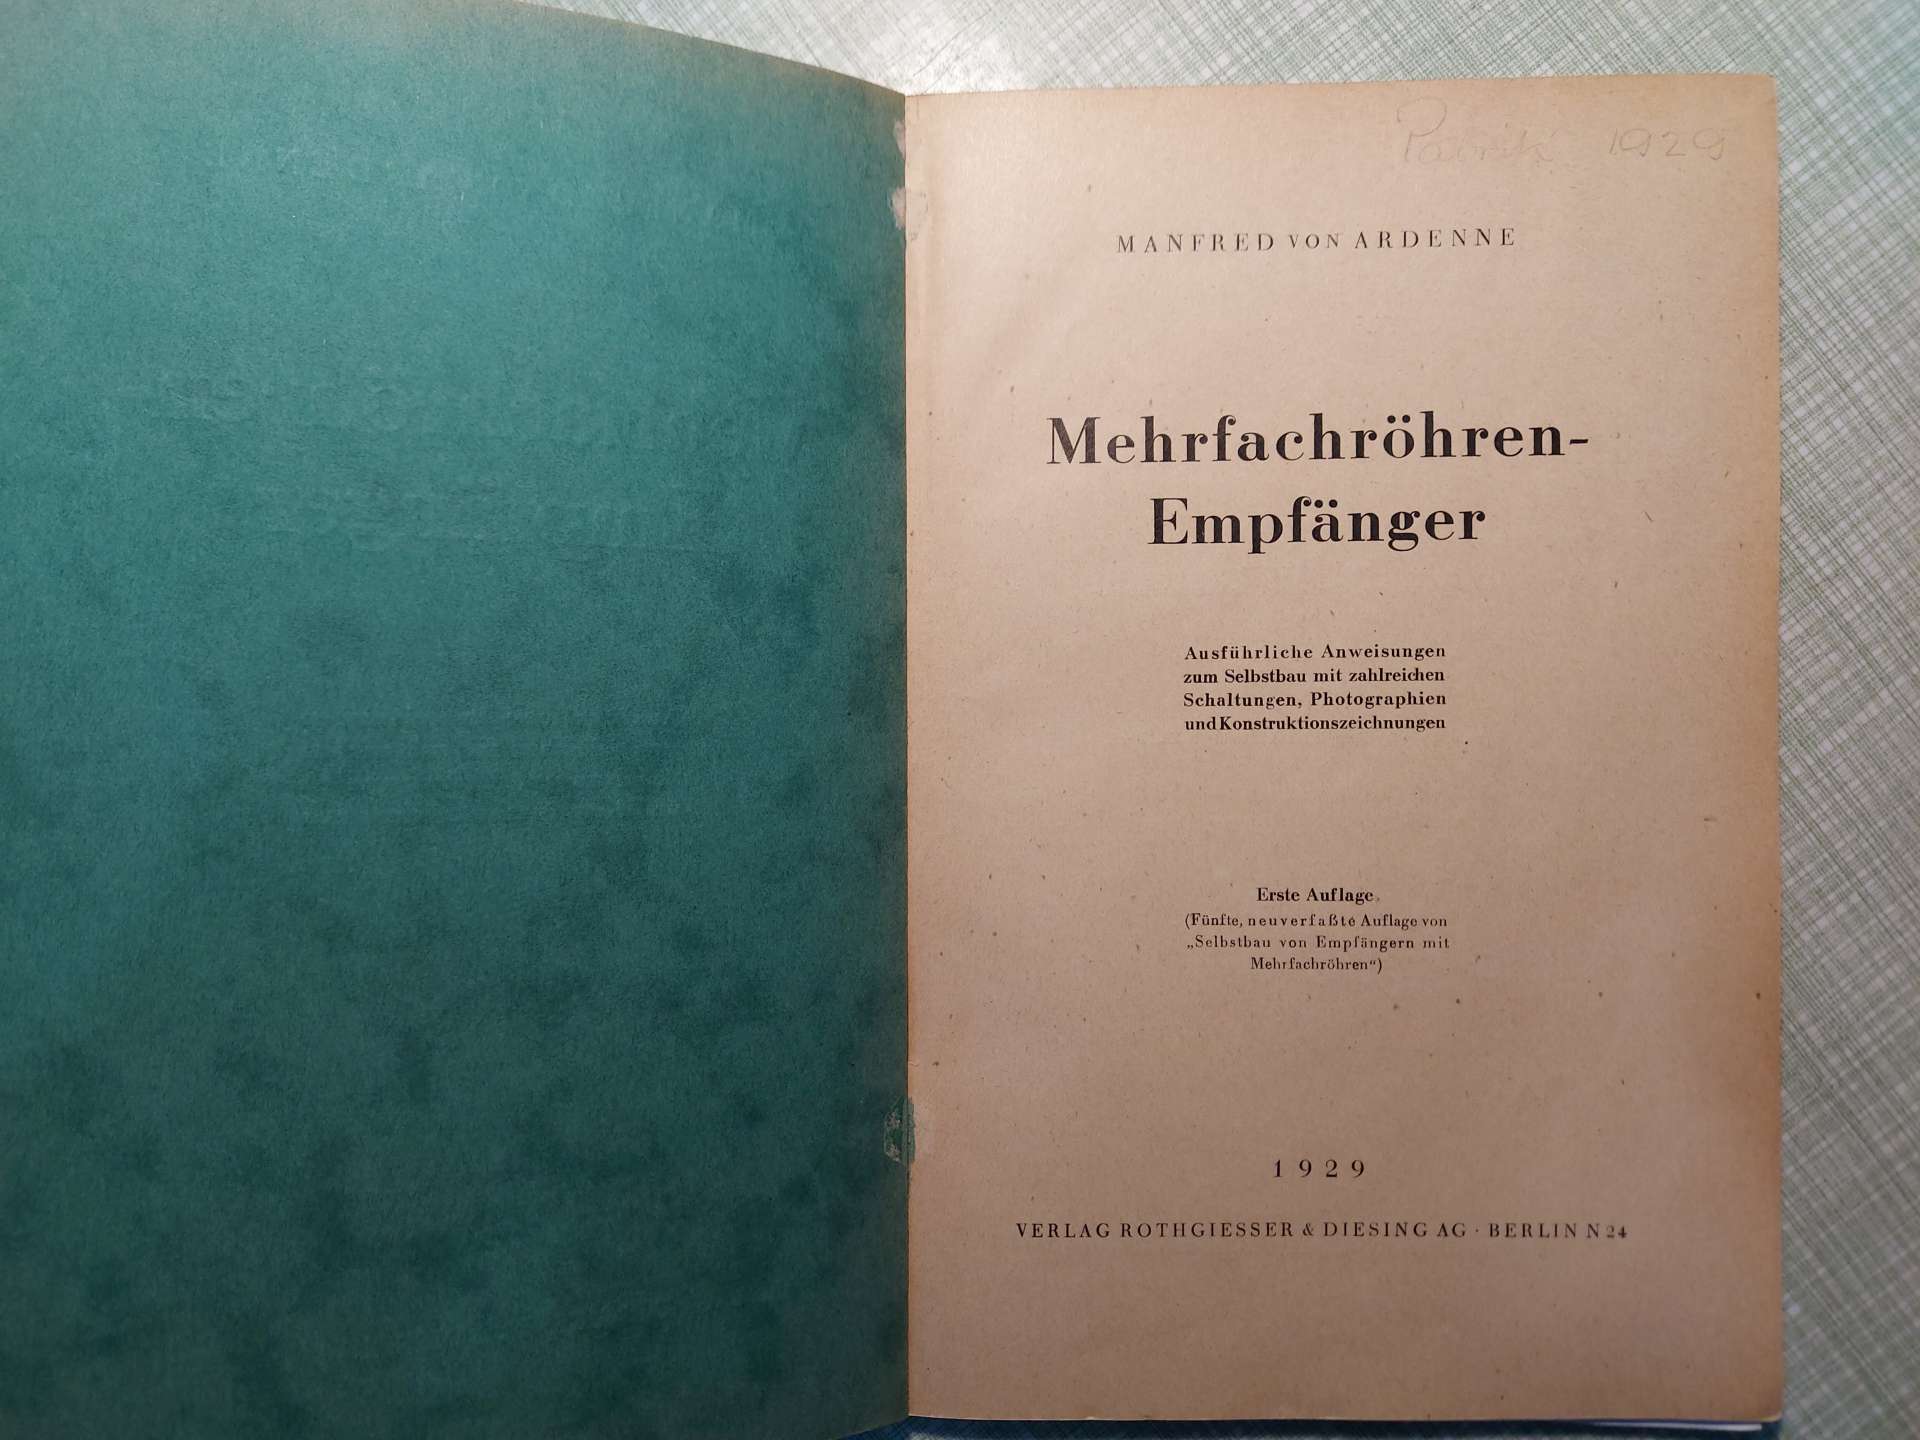 1929
MANFRED VON ARDENNE
Mehrfachröhren-
Empfänger
Ausführliche Anweisungen
zum Selbstbau mit zahlreichen
Schaltungen, Photographien
und Konstruktionszeichnungen
Erste Auflage
(Fünfte, neuverfaßte Auflage von
„Selbstbau von Empfängern mit
Mehrfachröhren“)
1929
VERLAG ROTHGIESSER & DIESING AG · BERLIN N 24